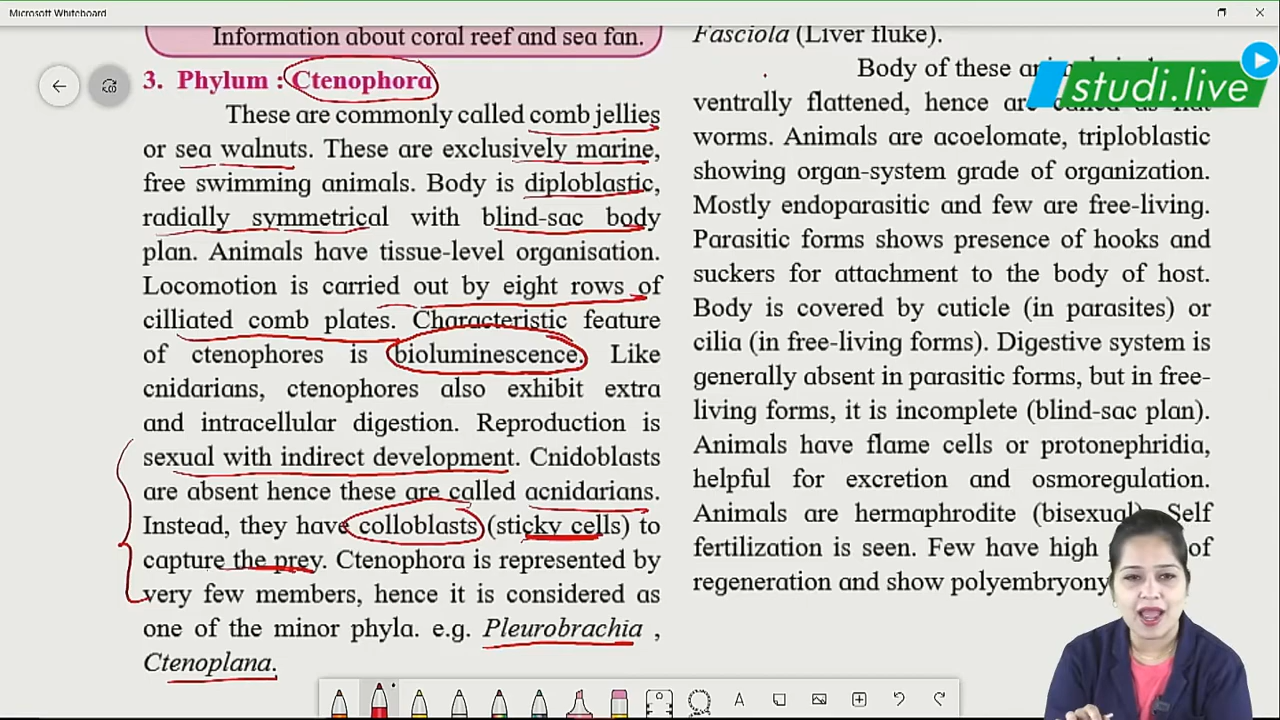 Microsoft Whiteboard
Information about coral reef and sea fan.
3. Phylum : Ctenophora
These are commonly called comb jellies
or sea walnuts. These are exclusively marine,
free swimming animals. Body is diploblastic,
radially symmetrical with blind-sac body
plan. Animals have tissue-level organisation.
Locomotion is carried out by eight rows of
cilliated comb plates. Characteristic feature
of ctenophores is bioluminescence. Like
cnidarians, ctenophores also exhibit extra
and intracellular digestion. Reproduction is
sexual with indirect development. Cnidoblasts
are absent hence these are called acnidarians.
Instead, they have colloblasts (sticky cells) to
capture the prey. Ctenophora is represented by
very few members, hence it is considered as
one of the minor phyla. e.g. Pleurobrachia ,
Ctenoplana.
Fasciola (Liver fluke).
Body of these
ventrally flattened, hence are
worms. Animals are acoelomate, triploblastic
showing organ-system grade of organization.
Mostly endoparasitic and few are free-living.
Parasitic forms shows presence of hooks and
suckers for attachment to the body of host.
Body is covered by cuticle (in parasites) or
cilia (in free-living forms). Digestive system is
generally absent in parasitic forms, but in free-
living forms, it is incomplete (blind-sac plan).
Animals have flame cells or protonephridia,
helpful for excretion and osmoregulation.
Animals are hermaphrodite (bisexual). Self
fertilization is seen. Few have high of
regeneration and show polyembryony
studi.live
A